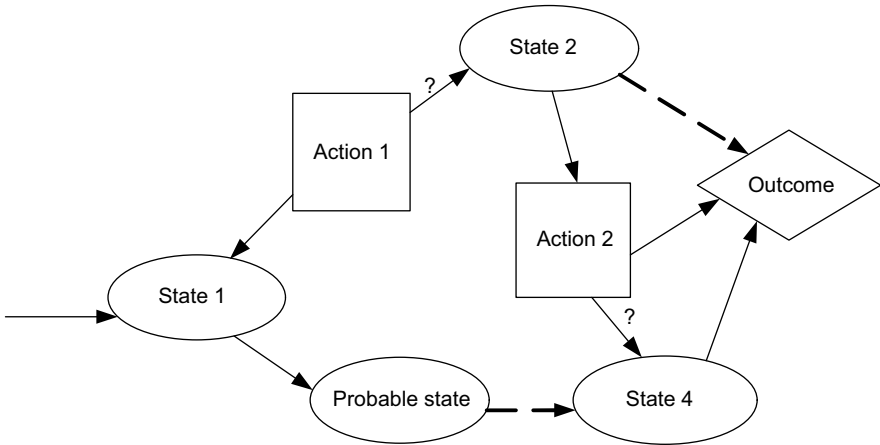 State 2
?
Action 1
Outcome
Action 2
State 1
?
Probable state
State 4